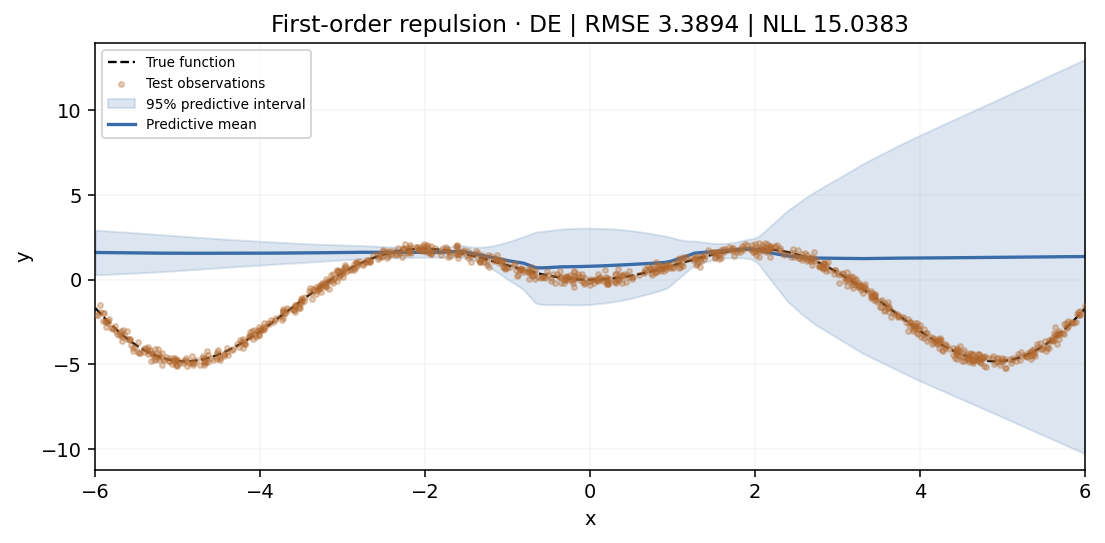 First-order repulsion · DE | RMSE 3.3894 | NLL 15.0383
True function
Test observations
95% predictive interval
Predictive mean
10
5
0
−5
−10
y
−6
−4
−2
0
2
4
6
x